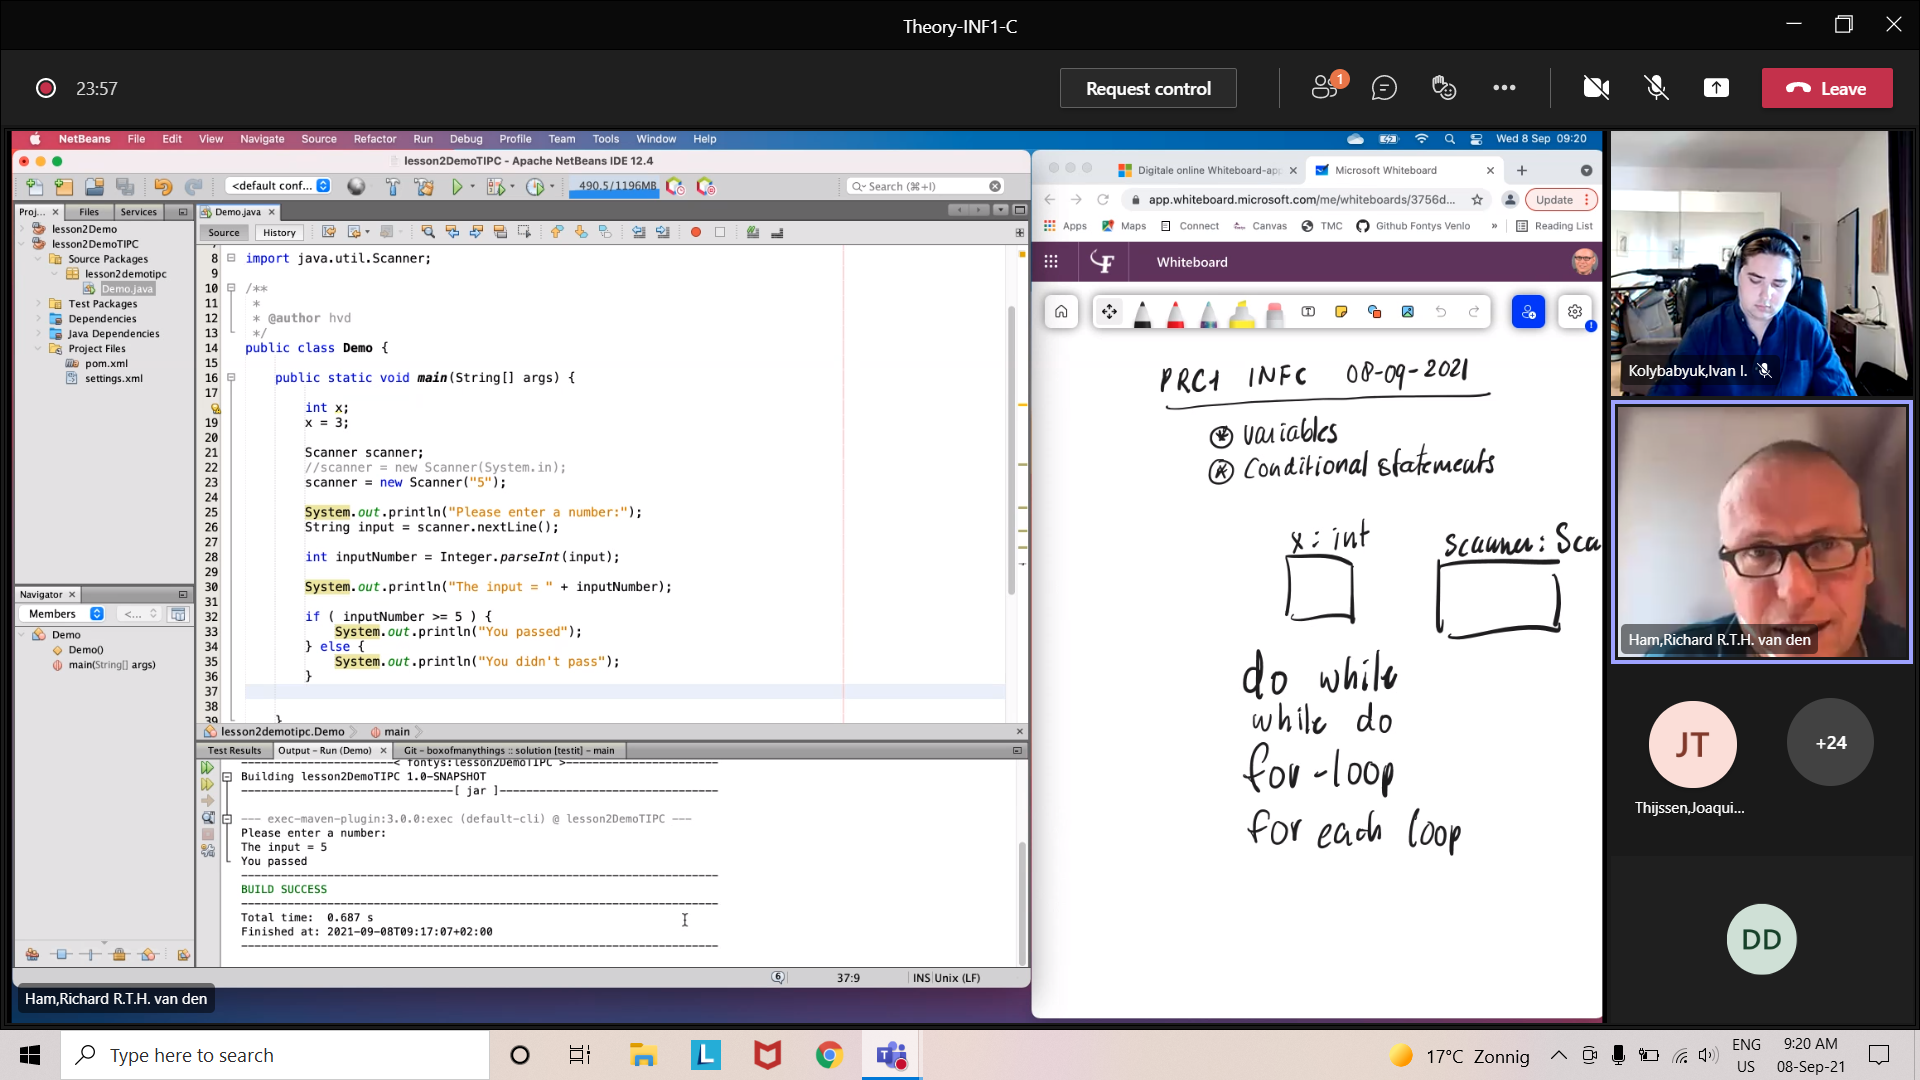 Theory-INF1-C
23:57
Request control
1
Leave
NetBeans File Edit View Navigate Source Refactor Run Debug Profile Team Tools Window Help
Wed 8 Sep 09:20
lesson2DemoTIPC - Apache NetBeans IDE 12.4
<default conf...
490.5/1196MB
Search (⌘+I)
Proj... Files Services
Demo.java
Source History
lesson2Demo
lesson2DemoTIPC
Source Packages
lesson2demotipc
Demo.java
Test Packages
Dependencies
Java Dependencies
Project Files
pom.xml
settings.xml
8 import java.util.Scanner;
9
10 /**
11 *
12 * @author hvd
13 */
14 public class Demo {
15
16 public static void main(String[] args) {
17
int x;
19 x = 3;
20
21 Scanner scanner;
22 //scanner = new Scanner(System.in);
23 scanner = new Scanner("5");
24
25 System.out.println("Please enter a number:");
26 String input = scanner.nextLine();
27
28 int inputNumber = Integer.parseInt(input);
29
30 System.out.println("The input = " + inputNumber);
31
32 if ( inputNumber >= 5 ) {
33 System.out.println("You passed");
34 } else {
35 System.out.println("You didn't pass");
36 }
37
38
39 }
Navigator
Members
<...
Demo
Demo()
main(String[] args)
lesson2demotipc.Demo main
Test Results Output - Run (Demo) Git - boxofmanythings :: solution [testit] - main
-----------------------< fontys:lesson2DemoTIPC >-----------------------
Building lesson2DemoTIPC 1.0-SNAPSHOT
--------------------------------[ jar ]---------------------------------
--- exec-maven-plugin:3.0.0:exec (default-cli) @ lesson2DemoTIPC ---
Please enter a number:
The input = 5
You passed
------------------------------------------------------------------------
BUILD SUCCESS
------------------------------------------------------------------------
Total time: 0.687 s
Finished at: 2021-09-08T09:17:07+02:00
------------------------------------------------------------------------
6
37:9
INS Unix (LF)
Ham,Richard R.T.H. van den
Digitale online Whiteboard-app
Microsoft Whiteboard
app.whiteboard.microsoft.com/me/whiteboards/3756d...
Update
Apps Maps Connect Canvas TMC Github Fontys Venlo » Reading List
Whiteboard
PRC1 INFC 08-09-2021
variables
Conditional statements
x : int
scanner : Sca
do while
while do
for-loop
for each loop
Kolybabyuk,Ivan I.
Ham,Richard R.T.H. van den
JT
+24
Thijssen,Joaqui...
DD
Type here to search
L
17°C Zonnig
ENG
US
9:20 AM
08-Sep-21